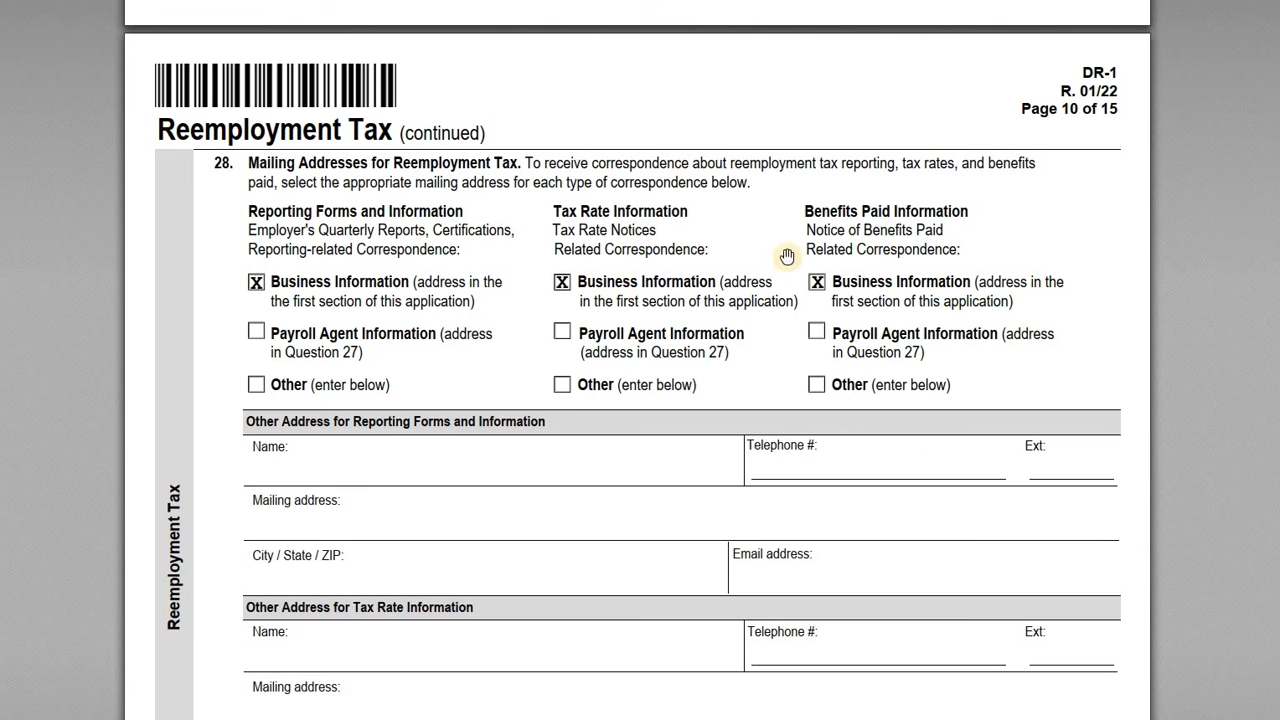 DR-1
R. 01/22
Page 10 of 15
Reemployment Tax (continued)
28. Mailing Addresses for Reemployment Tax. To receive correspondence about reemployment tax reporting, tax rates, and benefits
paid, select the appropriate mailing address for each type of correspondence below.
Reporting Forms and Information
Employer's Quarterly Reports, Certifications,
Reporting-related Correspondence:
X Business Information (address in the
the first section of this application)
Payroll Agent Information (address
in Question 27)
Other (enter below)
Tax Rate Information
Tax Rate Notices
Related Correspondence:
X Business Information (address
in the first section of this application)
Payroll Agent Information
(address in Question 27)
Other (enter below)
Benefits Paid Information
Notice of Benefits Paid
Related Correspondence:
X Business Information (address in the
first section of this application)
Payroll Agent Information (address
in Question 27)
Other (enter below)
Other Address for Reporting Forms and Information
Name:
Telephone #:
Ext:
Mailing address:
City / State / ZIP:
Email address:
Other Address for Tax Rate Information
Name:
Telephone #:
Ext:
Mailing address:
Reemployment Tax